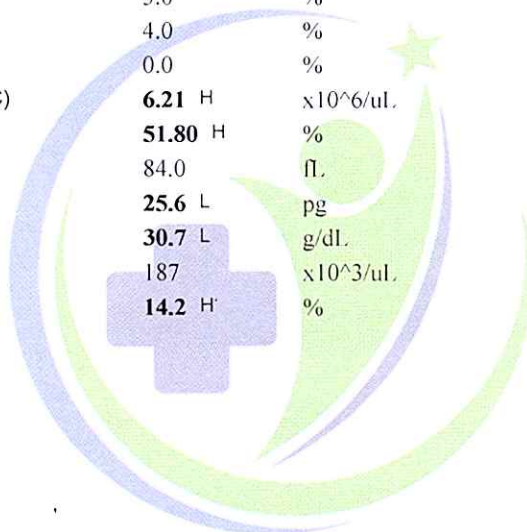 %
4.0 %
0.0 %
6.21 H x10^6/uL
51.80 H %
84.0 fL
25.6 L pg
30.7 L g/dL
187 x10^3/uL
14.2 H %